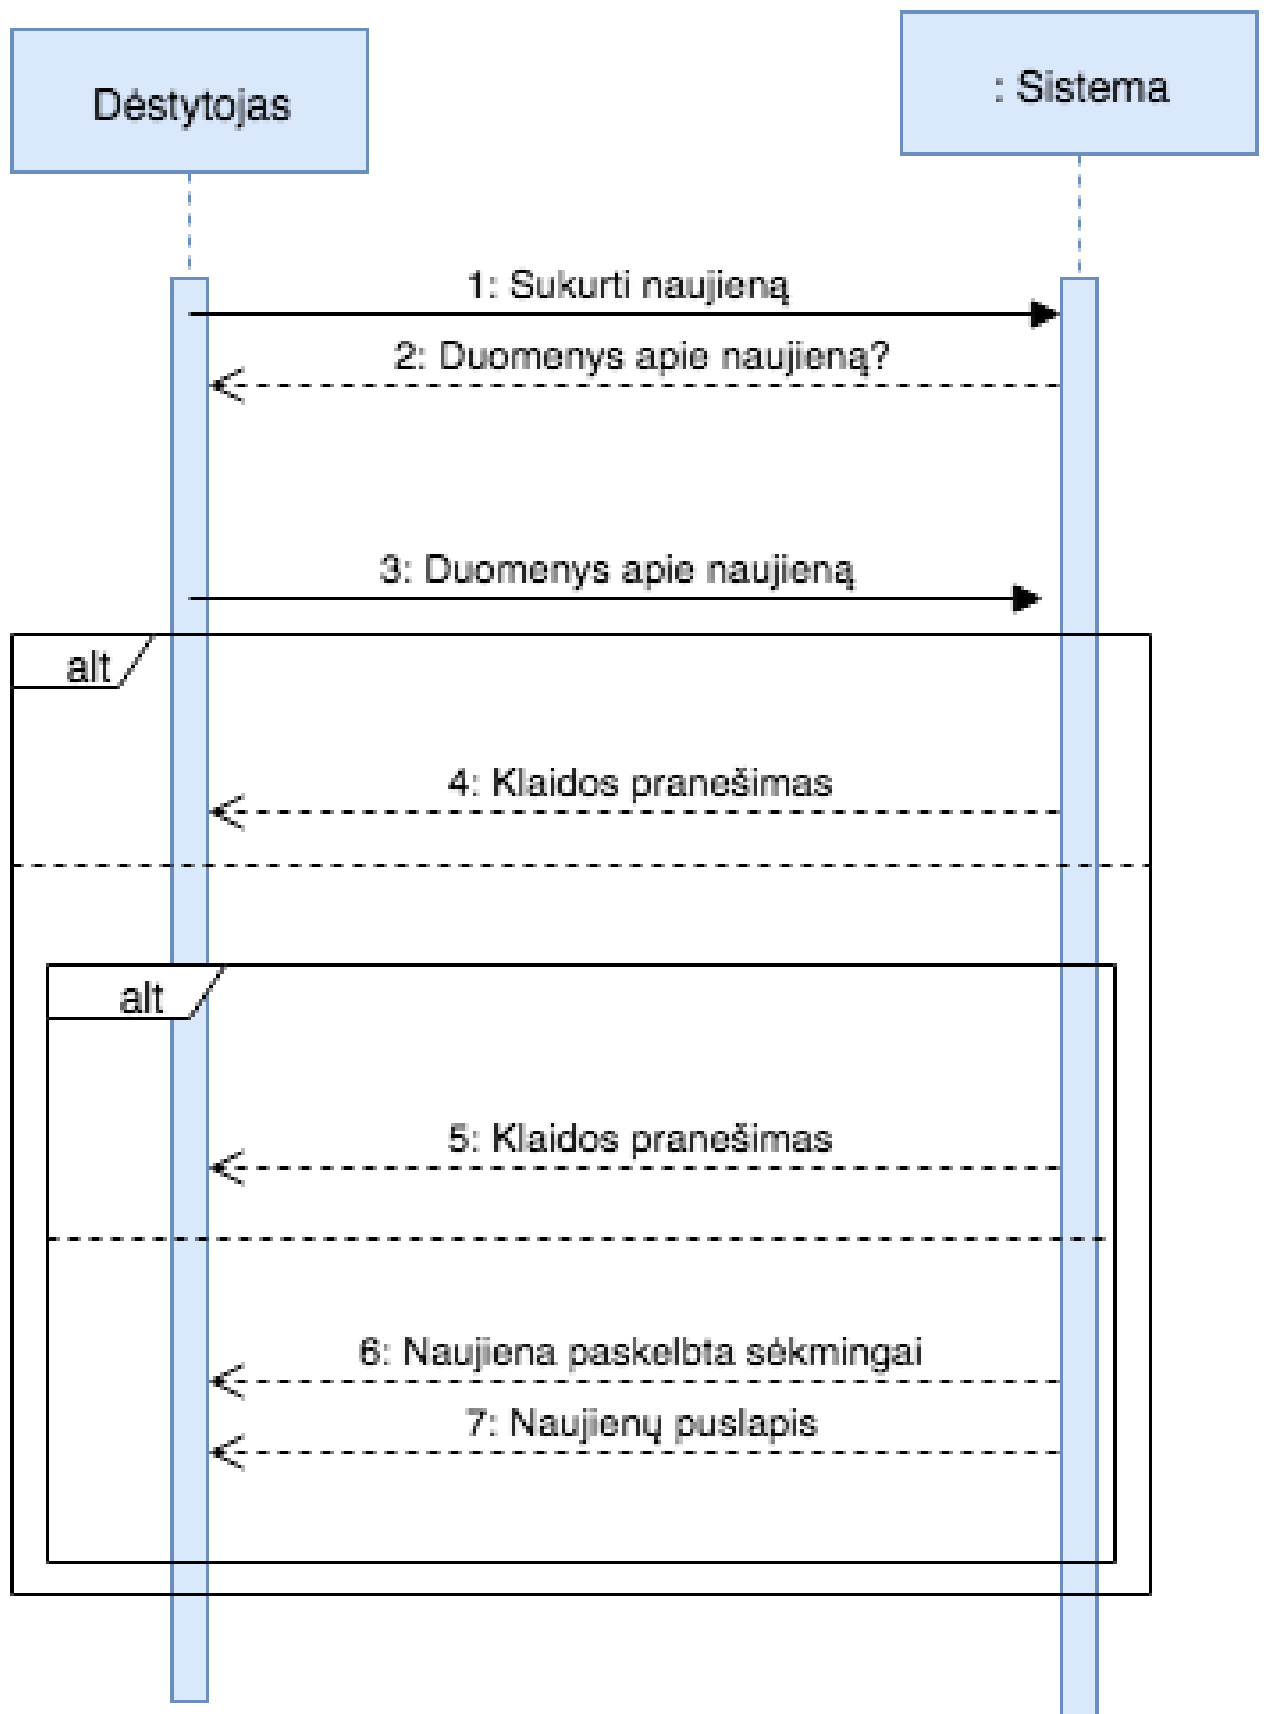 Dėstytojas
: Sistema
1: Sukurti naujieną
2: Duomenys apie naujieną?
3: Duomenys apie naujieną
alt
4: Klaidos pranešimas
alt
5: Klaidos pranešimas
6: Naujiena paskelbta sėkmingai
7: Naujienų puslapis